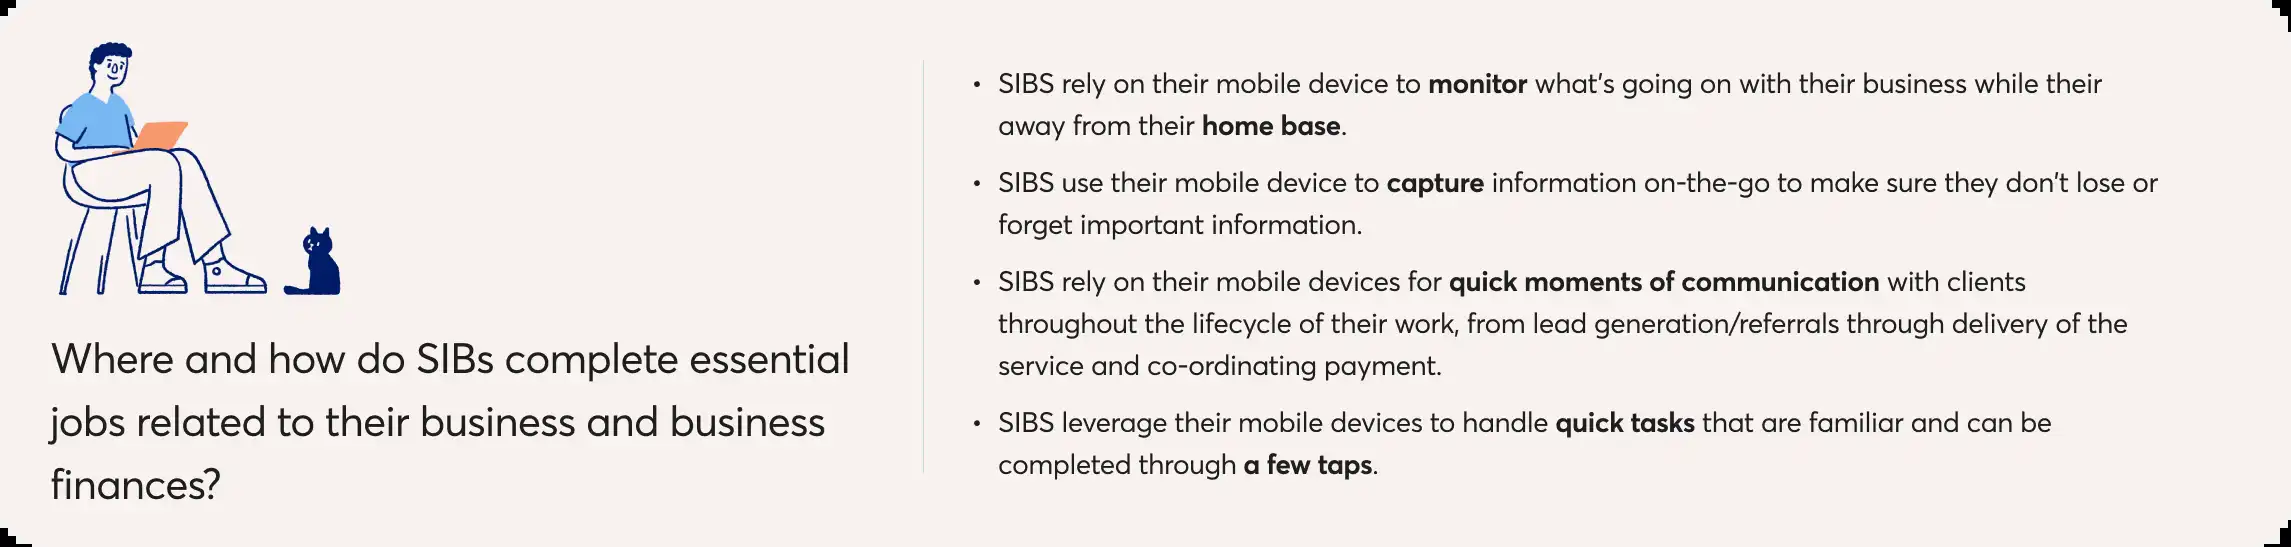 Where and how do SIBs complete essential
jobs related to their business and business
finances?
• SIBS rely on their mobile device to monitor what's going on with their business while their
away from their home base.
• SIBS use their mobile device to capture information on-the-go to make sure they don't lose or
forget important information.
• SIBS rely on their mobile devices for quick moments of communication with clients
throughout the lifecycle of their work, from lead generation/referrals through delivery of the
service and co-ordinating payment.
• SIBS leverage their mobile devices to handle quick tasks that are familiar and can be
completed through a few taps.